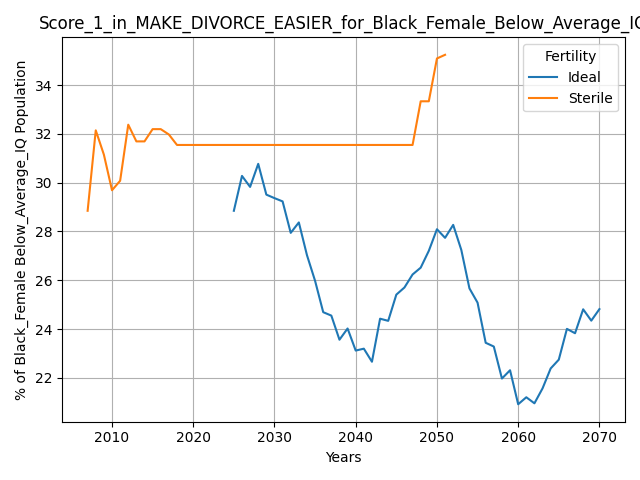 Score_1_in_MAKE_DIVORCE_EASIER_for_Black_Female_Below_Average_IQ
% of Black_Female Below_Average_IQ Population
34
32
30
28
26
24
22
Fertility
Ideal
Sterile
2010 2020 2030 2040 2050 2060 2070
Years